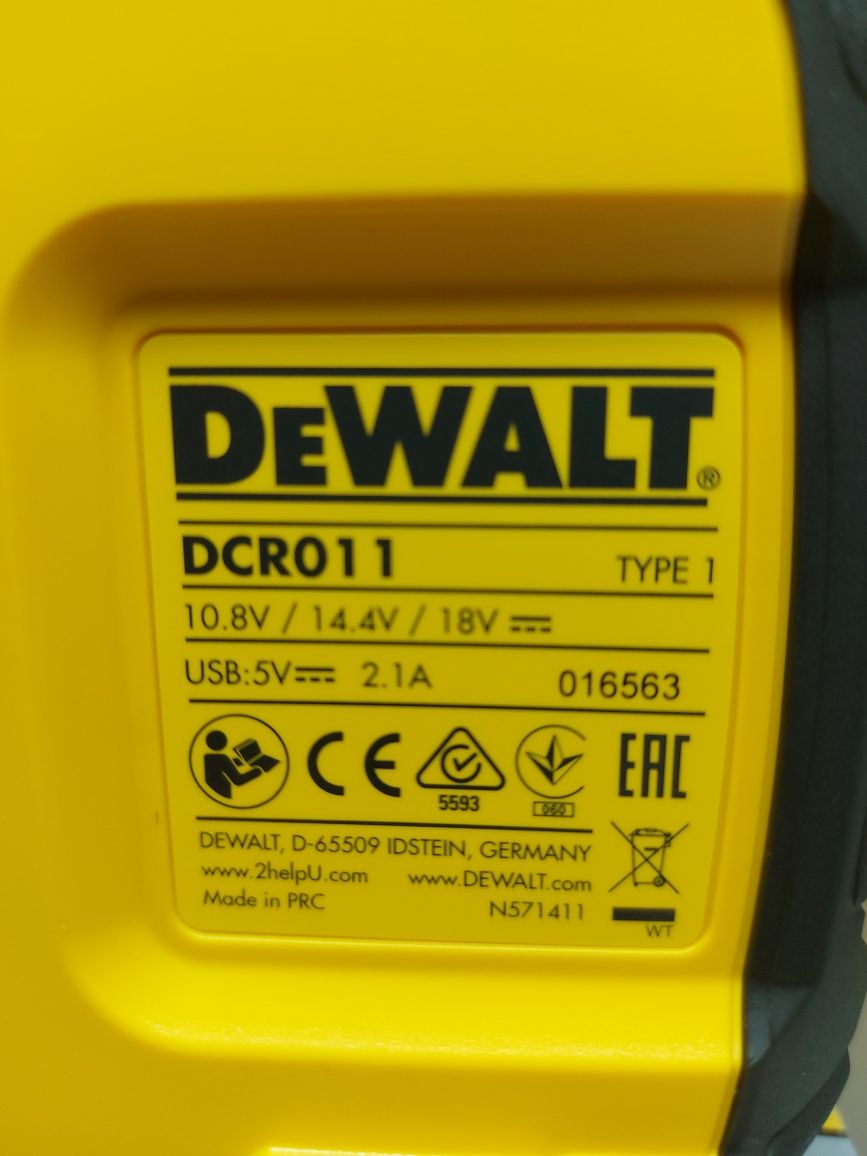 DEWALT®
DCR011 TYPE 1
10.8V / 14.4V / 18V
USB:5V 2.1A 016563
CE EAC
5593
060
DEWALT, D-65509 IDSTEIN, GERMANY
www.2helpU.com www.DEWALT.com
Made in PRC N571411
WT